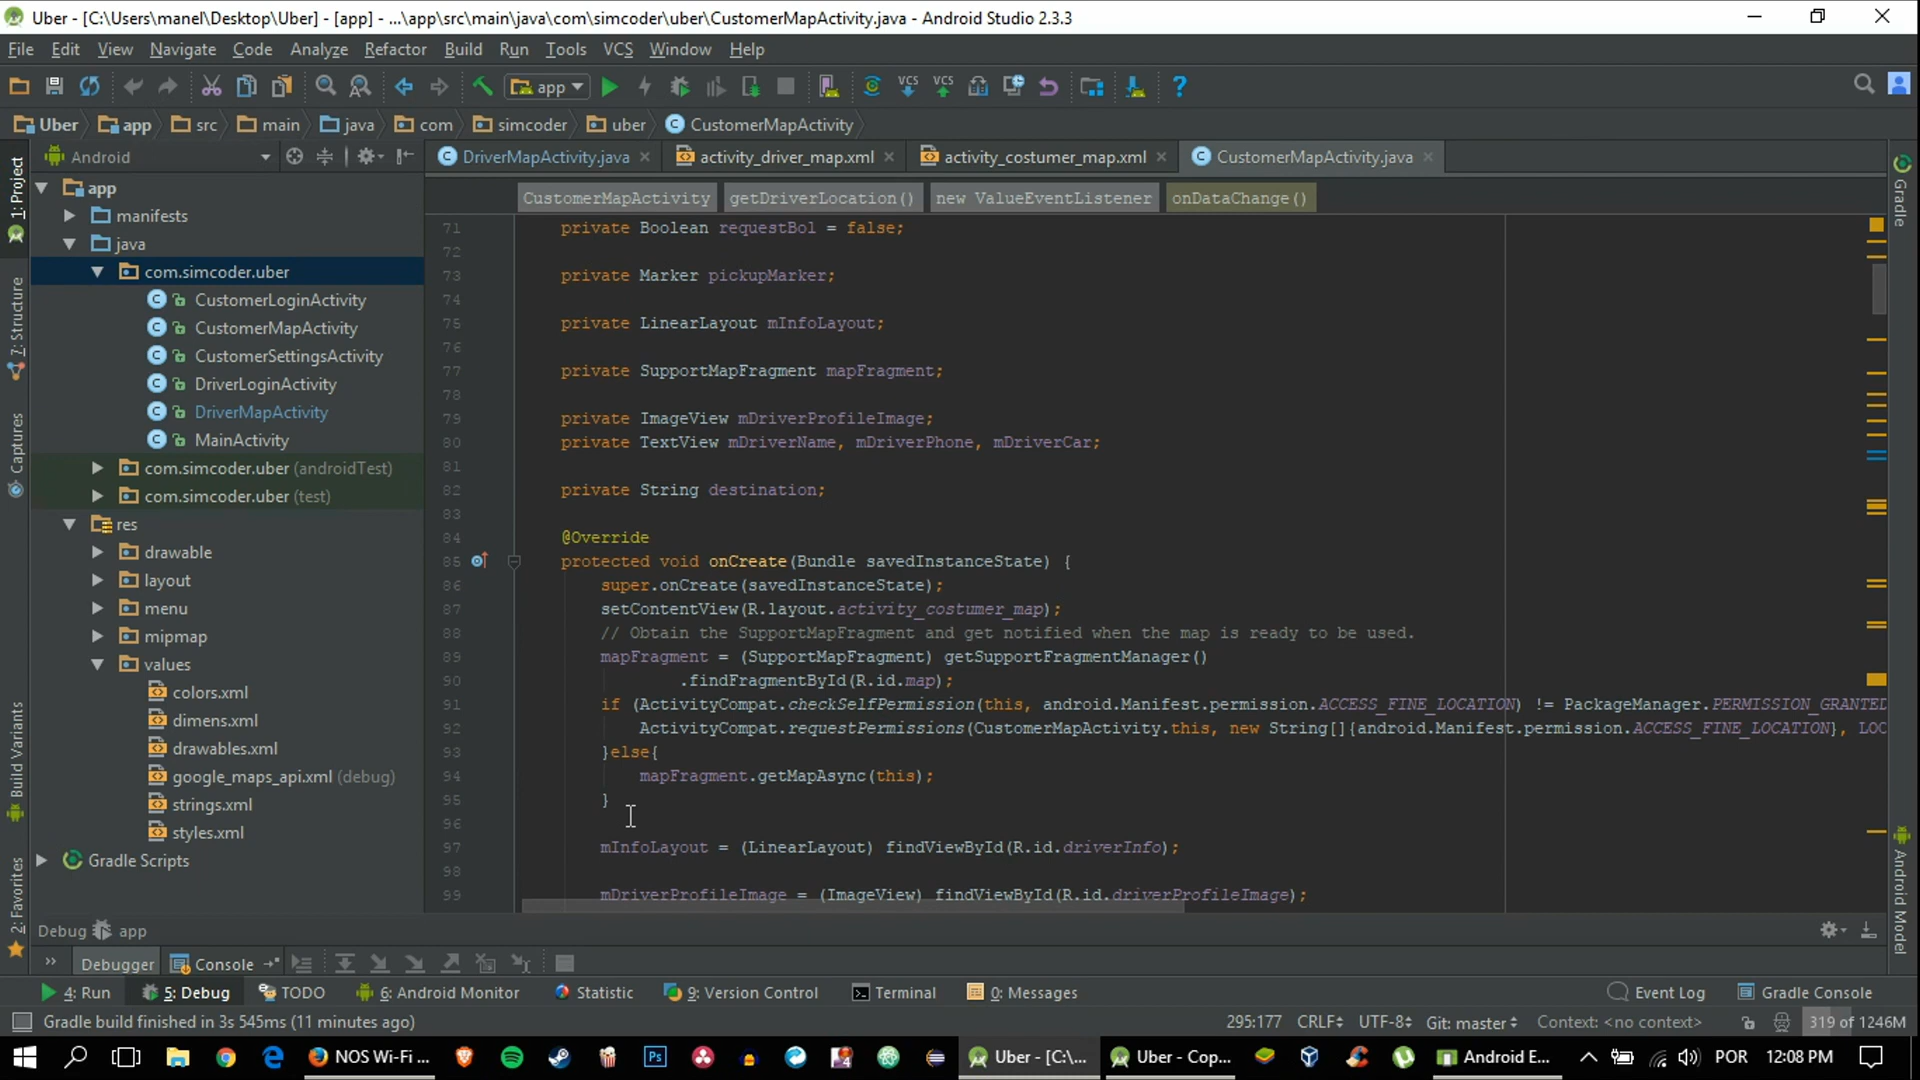 Uber - [C:\Users\manel\Desktop\Uber] - [app] - ...\app\src\main\java\com\simcoder\uber\CustomerMapActivity.java - Android Studio 2.3.3
File Edit View Navigate Code Analyze Refactor Build Run Tools VCS Window Help
app VCS VCS
Uber app src main java com simcoder uber CustomerMapActivity
Android
DriverMapActivity.java activity_driver_map.xml activity_costumer_map.xml CustomerMapActivity.java
CustomerMapActivity getDriverLocation() new ValueEventListener onDataChange()
1: Project
7: Structure
Captures
Build Variants
2: Favorites
app
manifests
java
com.simcoder.uber
CustomerLoginActivity
CustomerMapActivity
CustomerSettingsActivity
DriverLoginActivity
DriverMapActivity
MainActivity
com.simcoder.uber (androidTest)
com.simcoder.uber (test)
res
drawable
layout
menu
mipmap
values
colors.xml
dimens.xml
drawables.xml
google_maps_api.xml (debug)
strings.xml
styles.xml
Gradle Scripts
71 private Boolean requestBol = false;
72
73 private Marker pickupMarker;
74
75 private LinearLayout mInfoLayout;
76
77 private SupportMapFragment mapFragment;
78
79 private ImageView mDriverProfileImage;
80 private TextView mDriverName, mDriverPhone, mDriverCar;
81
82 private String destination;
83
84 @Override
85 protected void onCreate(Bundle savedInstanceState) {
86 super.onCreate(savedInstanceState);
87 setContentView(R.layout.activity_costumer_map);
88 // Obtain the SupportMapFragment and get notified when the map is ready to be used.
89 mapFragment = (SupportMapFragment) getSupportFragmentManager()
90 .findFragmentById(R.id.map);
91 if (ActivityCompat.checkSelfPermission(this, android.Manifest.permission.ACCESS_FINE_LOCATION) != PackageManager.PERMISSION_GRANTED
92 ActivityCompat.requestPermissions(CustomerMapActivity.this, new String[]{android.Manifest.permission.ACCESS_FINE_LOCATION}, LOC
93 }else{
94 mapFragment.getMapAsync(this);
95 }
96
97 mInfoLayout = (LinearLayout) findViewById(R.id.driverInfo);
98
99 mDriverProfileImage = (ImageView) findViewById(R.id.driverProfileImage);
Gradle
Android Model
Debug app
Debugger Console
4: Run 5: Debug TODO 6: Android Monitor Statistic 9: Version Control Terminal 0: Messages Event Log Gradle Console
Gradle build finished in 3s 545ms (11 minutes ago) 295:177 CRLF UTF-8 Git: master Context: <no context> 319 of 1246M
NOS Wi-Fi ... Ps Uber - [C:\... Uber - Cop... Android E... POR 12:08 PM